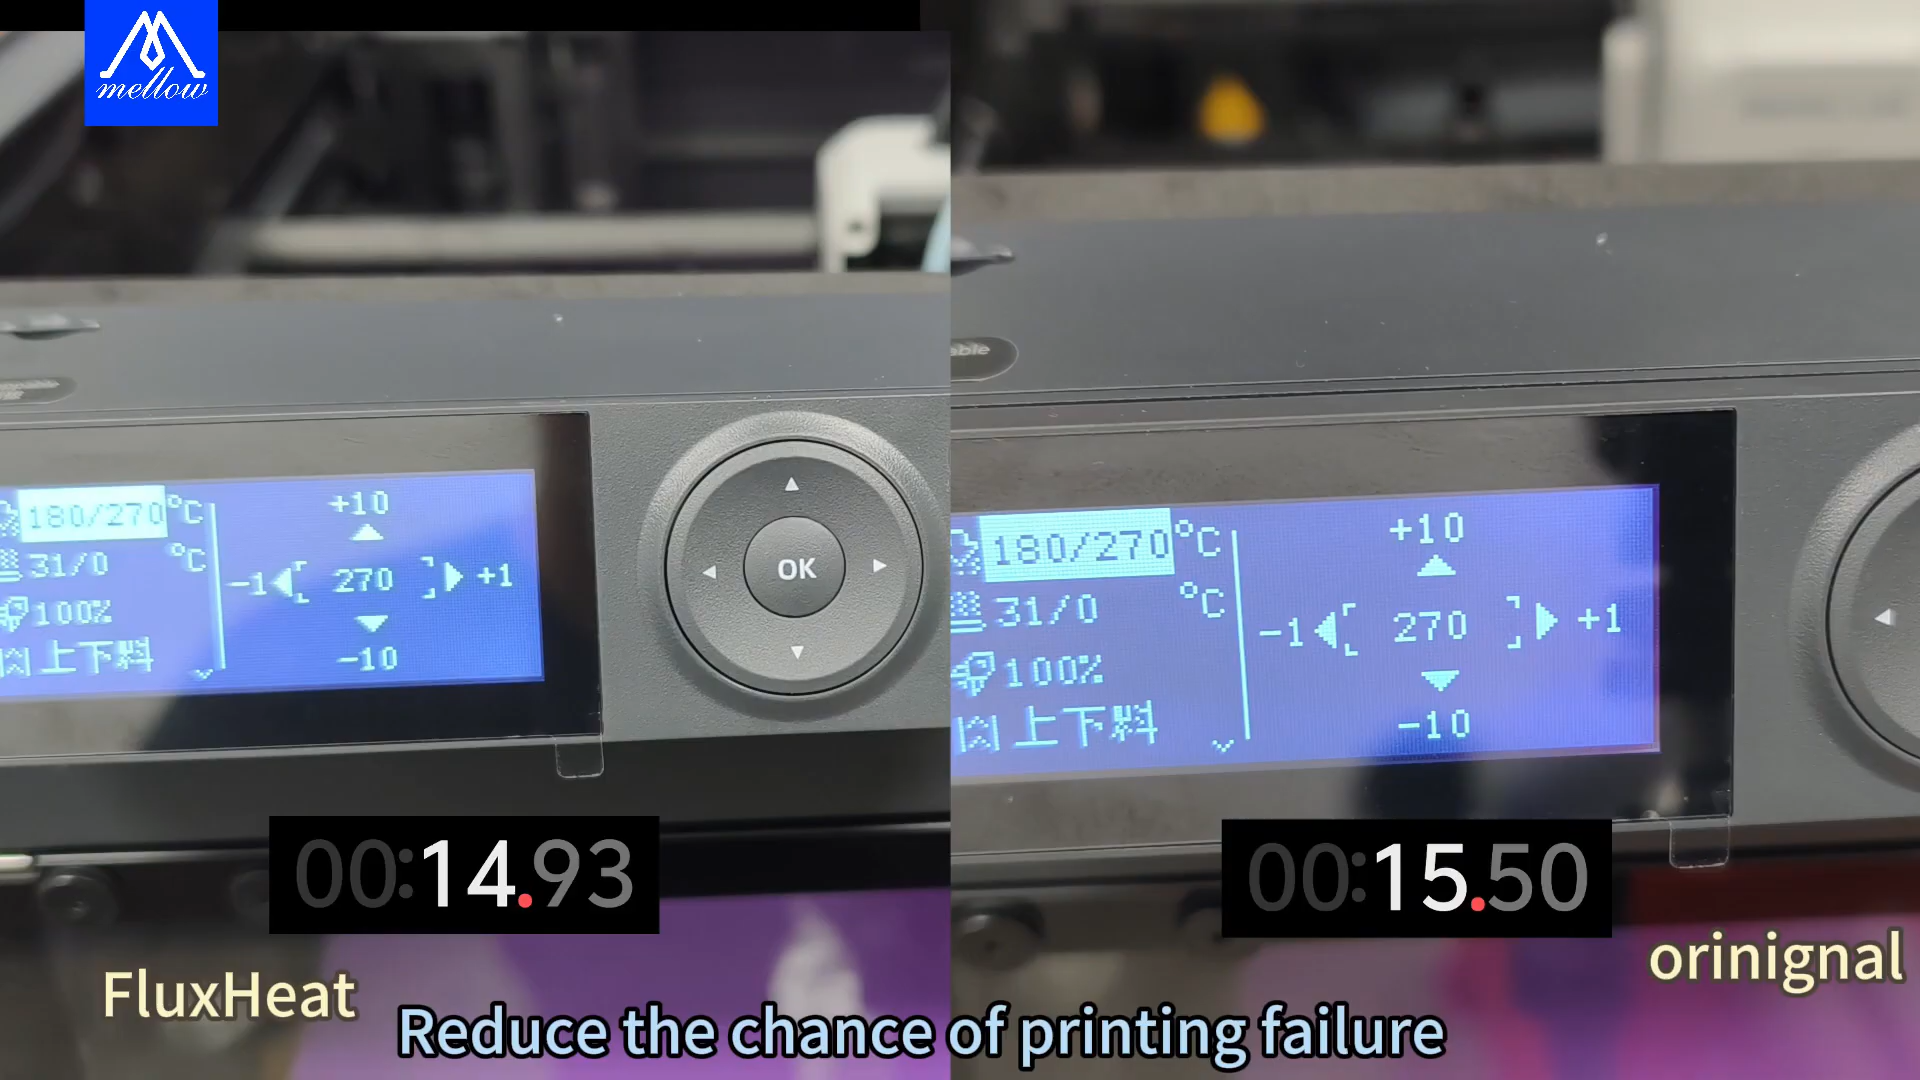 mellow
180/270°C
31/0 °C
100%
上下料
+10
-1 270 +1
-10
OK
able
180/270°C
31/0 °C
100%
上下料
+10
-1 270 +1
-10
00:14.93
00:15.50
FluxHeat
orinignal
Reduce the chance of printing failure